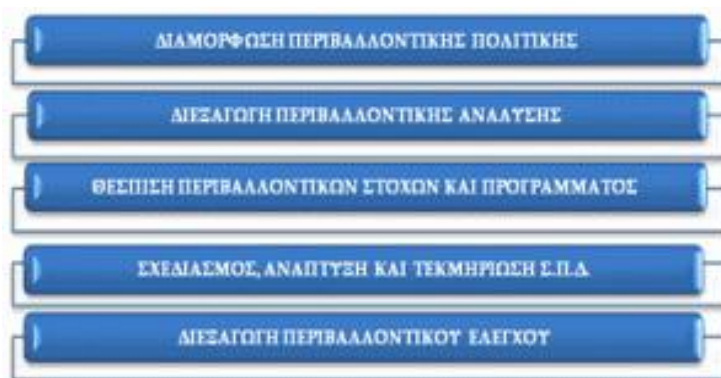 ΔΙΑΜΟΡΦΩΣΗ ΠΕΡΙΒΑΛΛΟΝΤΙΚΗΣ ΠΟΛΙΤΙΚΗΣ
ΔΙΕΞΑΓΩΓΗ ΠΕΡΙΒΑΛΛΟΝΤΙΚΗΣ ΑΝΑΛΥΣΗΣ
ΘΕΣΠΙΣΗ ΠΕΡΙΒΑΛΛΟΝΤΙΚΩΝ ΣΤΟΧΩΝ ΚΑΙ ΠΡΟΓΡΑΜΜΑΤΟΣ
ΣΧΕΔΙΑΣΜΟΣ, ΑΝΑΠΤΥΞΗ ΚΑΙ ΤΕΚΜΗΡΙΩΣΗ Σ.Π.Δ.
ΔΙΕΞΑΓΩΓΗ ΠΕΡΙΒΑΛΛΟΝΤΙΚΟΥ ΕΛΕΓΧΟΥ